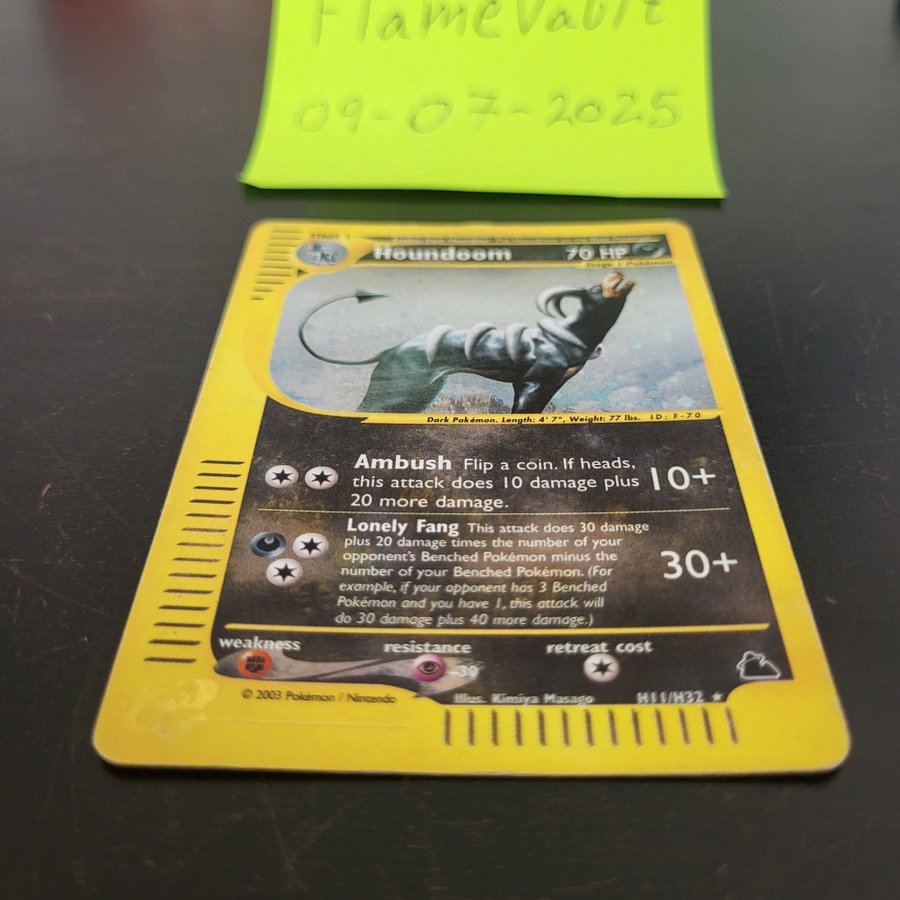 FlameVault
09-07-2025
STAGE 1
Houndoom 70 HP
Stage 1 Pokémon
Dark Pokémon. Length: 4' 7", Weight: 77 lbs. ID: F-70
Ambush Flip a coin. If heads,
this attack does 10 damage plus 10+
20 more damage.
Lonely Fang This attack does 30 damage
plus 20 damage times the number of your
opponent's Benched Pokémon minus the
number of your Benched Pokémon. (For 30+
example, if your opponent has 3 Benched
Pokémon and you have 1, this attack will
do 30 damage plus 40 more damage.)
weakness resistance retreat cost
-30
© 2003 Pokémon / Nintendo Illus. Kimiya Masago H11/H32 ★